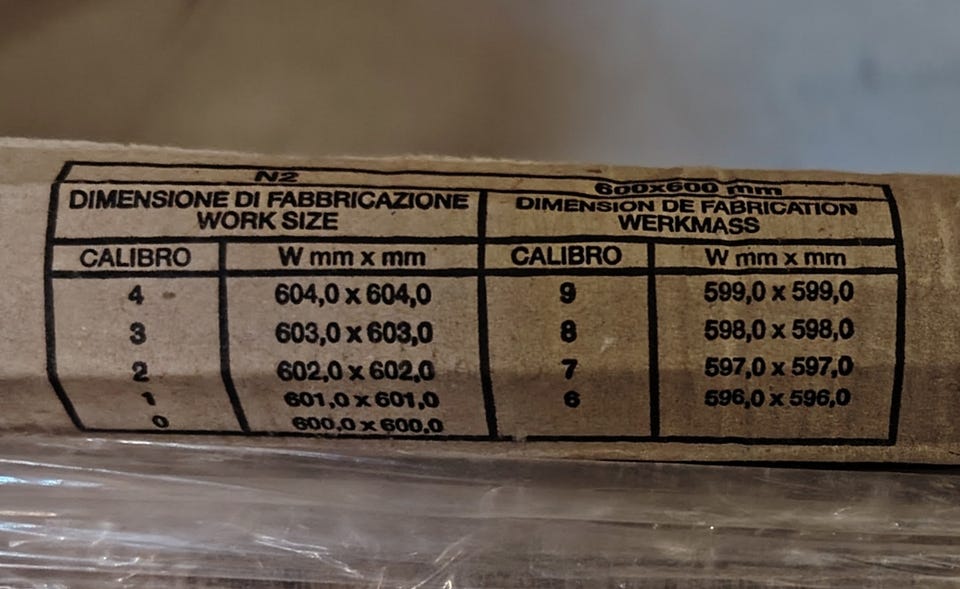 N2 600x600 mm
DIMENSIONE DI FABBRICAZIONE DIMENSION DE FABRICATION
WORK SIZE WERKMASS
CALIBRO W mm x mm CALIBRO W mm x mm
4 604,0 x 604,0 9 599,0 x 599,0
3 603,0 x 603,0 8 598,0 x 598,0
2 602,0 x 602,0 7 597,0 x 597,0
1 601,0 x 601,0 6 596,0 x 596,0
0 600,0 x 600,0